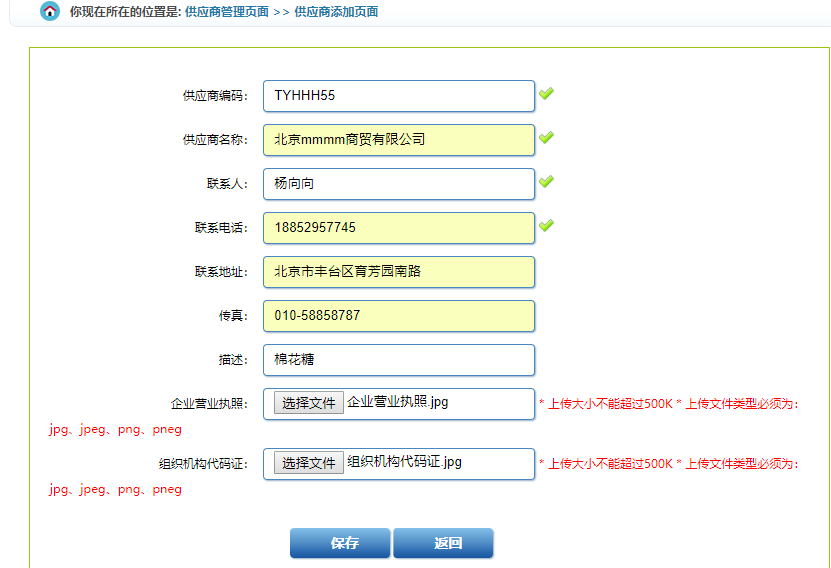 你现在所在的位置是: 供应商管理页面 >> 供应商添加页面
供应商编码： TYHHH55
供应商名称： 北京mmmm商贸有限公司
联系人： 杨向向
联系电话： 18852957745
联系地址： 北京市丰台区育芳园南路
传真： 010-58858787
描述： 棉花糖
企业营业执照： 选择文件 企业营业执照.jpg * 上传大小不能超过500K * 上传文件类型必须为：
jpg、jpeg、png、pneg
组织机构代码证： 选择文件 组织机构代码证.jpg * 上传大小不能超过500K * 上传文件类型必须为：
jpg、jpeg、png、pneg
保存 返回